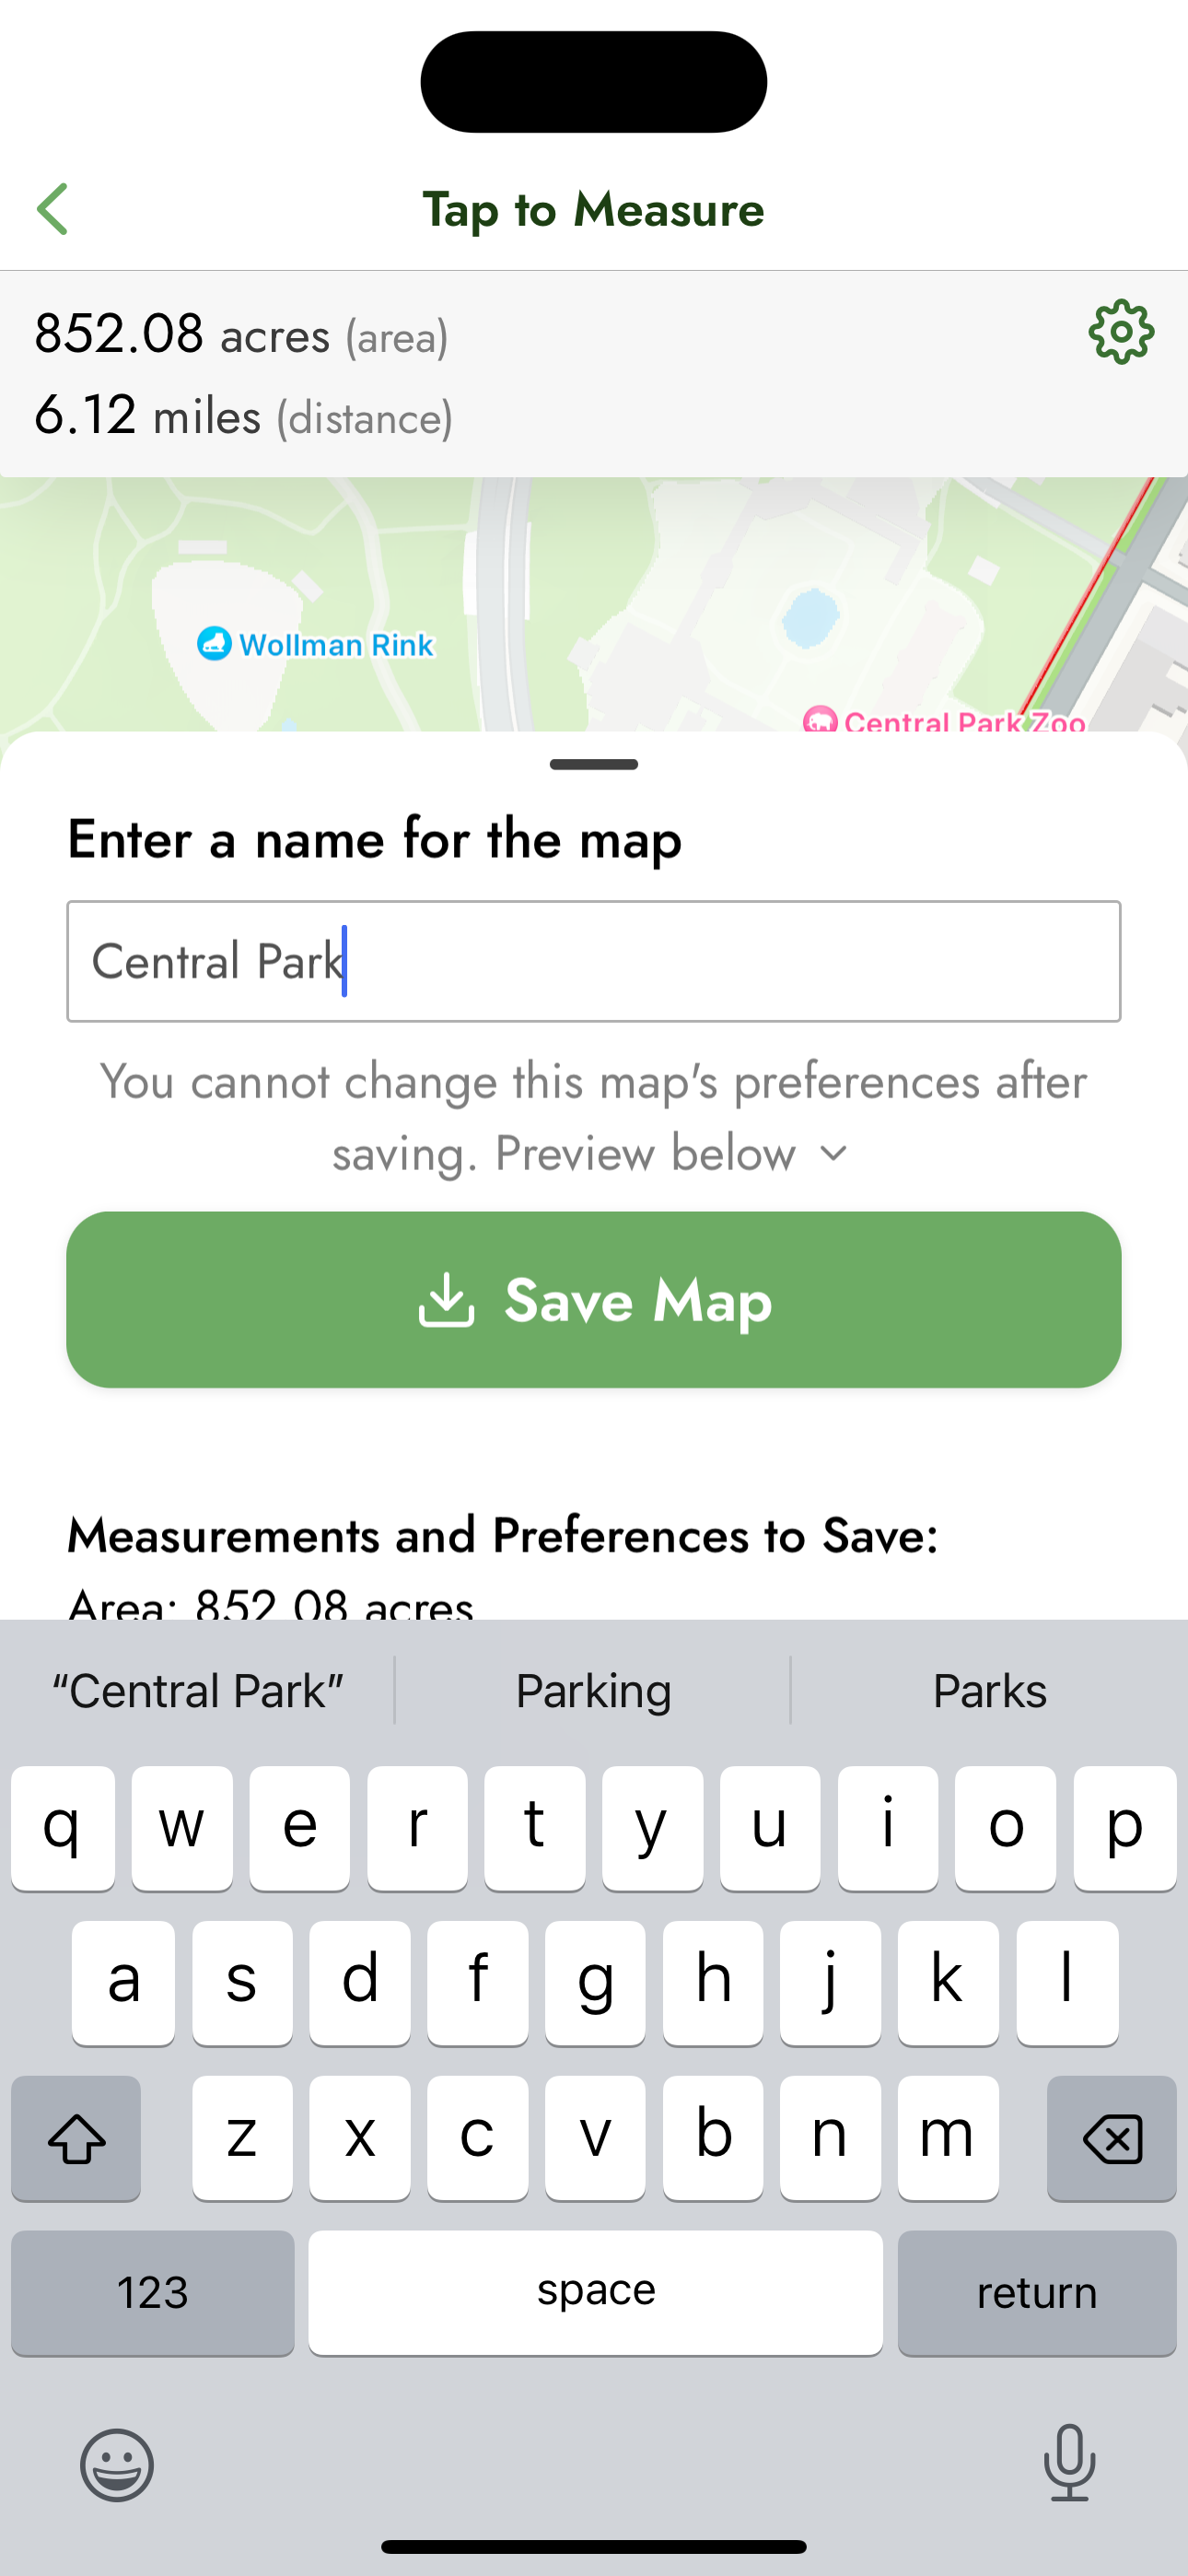 Tap to Measure
852.08 acres (area)
6.12 miles (distance)
Wollman Rink
Central Park Zoo
Enter a name for the map
Central Park
You cannot change this map's preferences after
saving. Preview below
Save Map
Measurements and Preferences to Save:
Area: 852.08 acres
“Central Park” Parking Parks
q w e r t y u i o p
a s d f g h j k l
z x c v b n m
123 space return